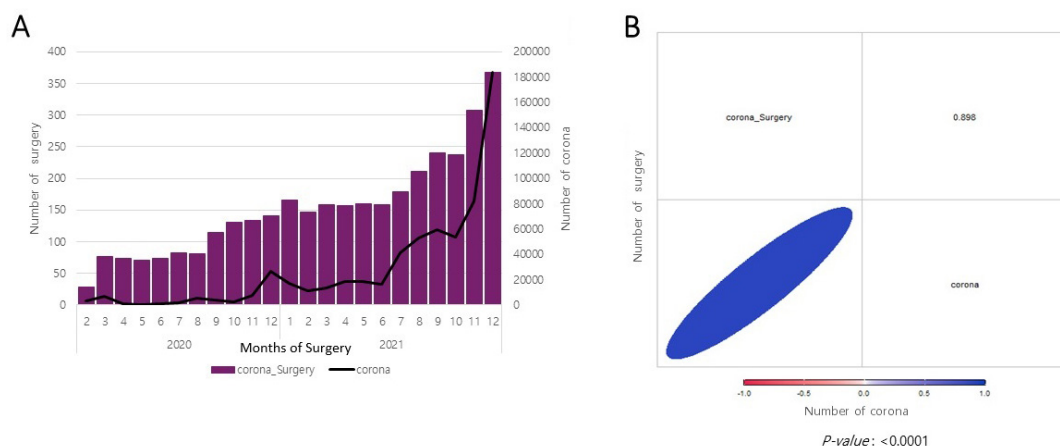 A
Number of surgery
400
350
300
250
200
150
100
50
0
200000
180000
160000
140000
120000
100000
80000
60000
40000
20000
0
Number of corona
2 3 4 5 6 7 8 9 10 11 12 1 2 3 4 5 6 7 8 9 10 11 12
2020 Months of Surgery 2021
corona_Surgery corona
B
Number of surgery
corona_Surgery 0.898
corona
-1.0 -0.5 0.0 0.5 1.0
Number of corona
P-value: <0.0001